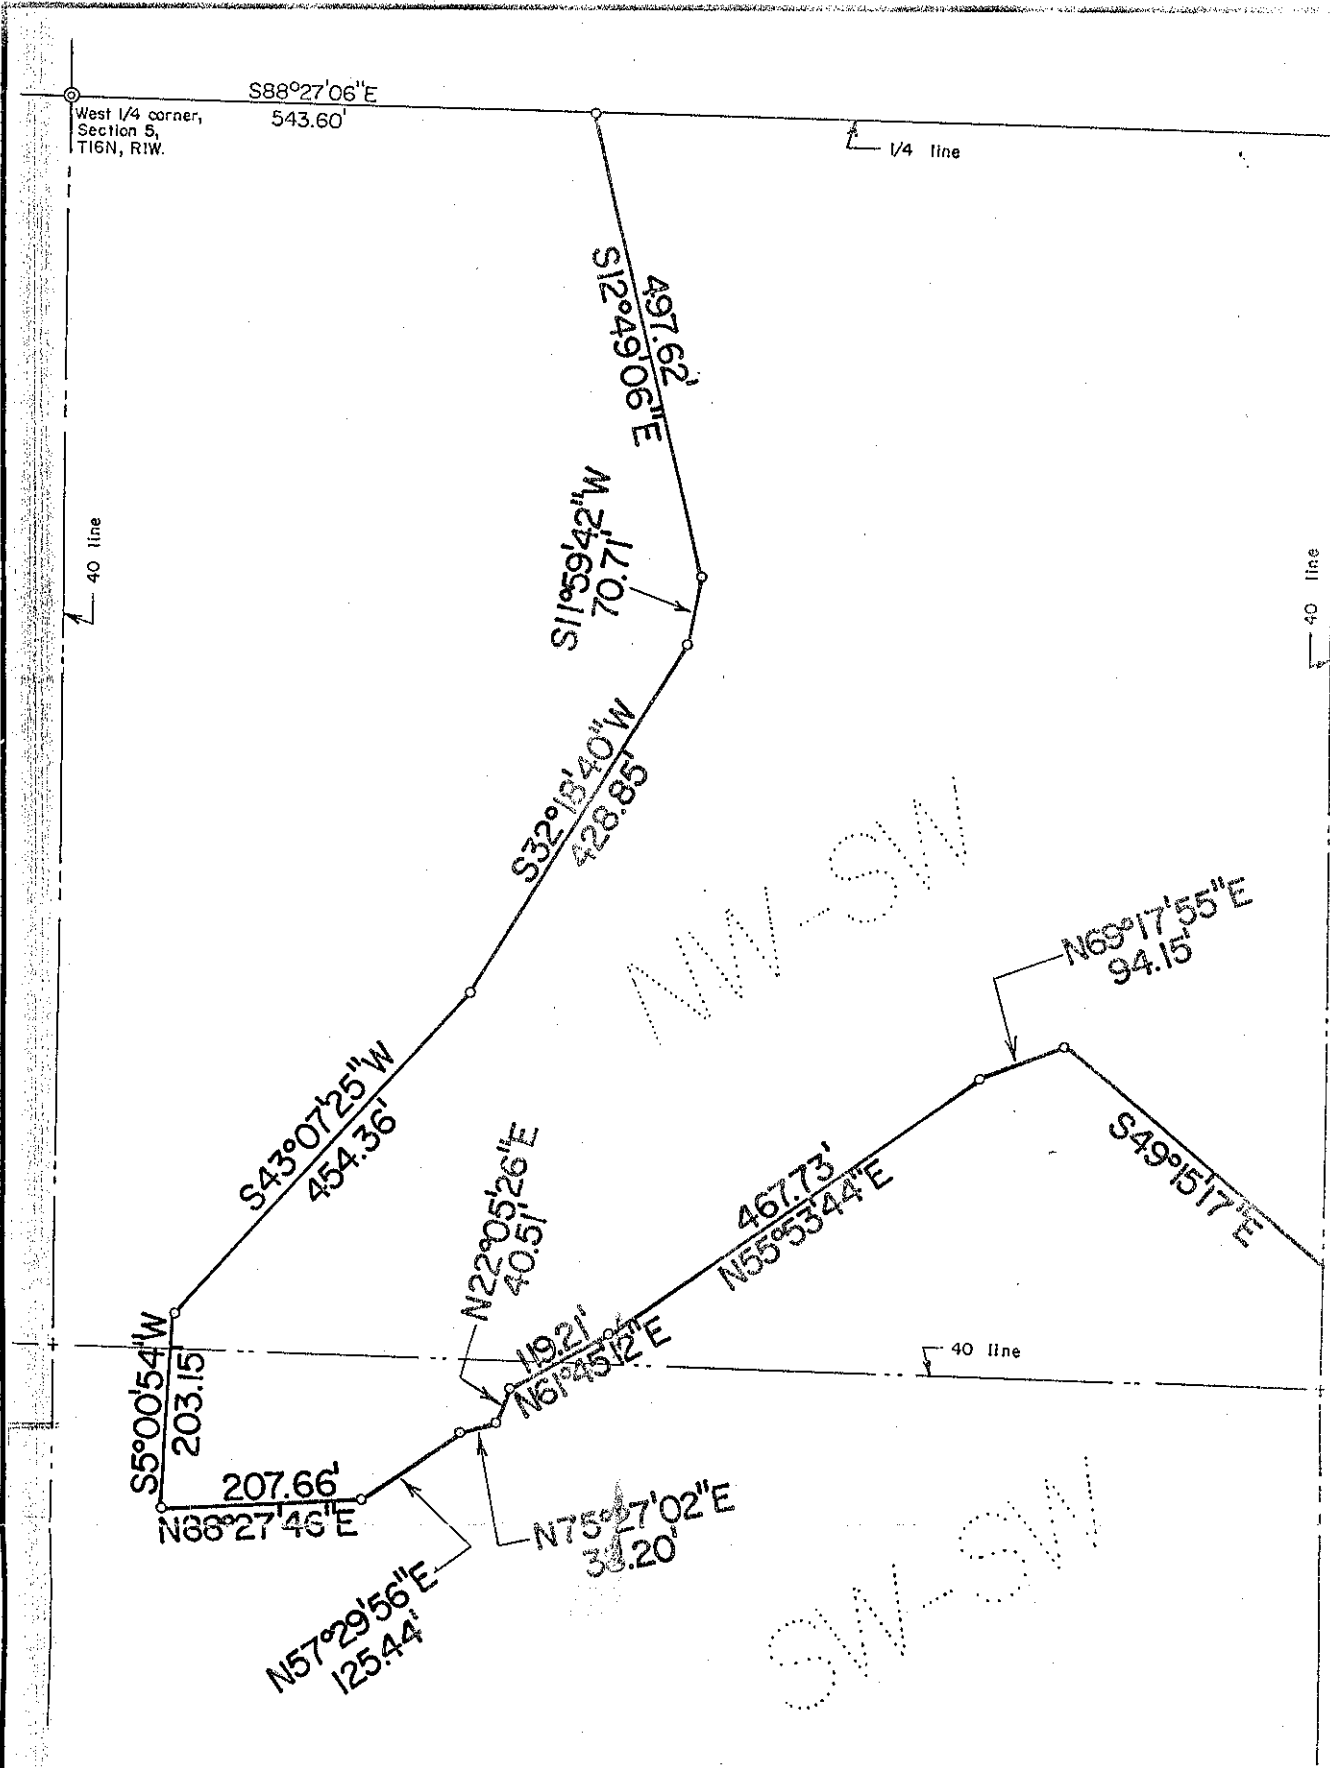 S88°27'06"E
543.60'
West 1/4 corner,
Section 5,
T16N, R1W.
1/4 line
497.62'
S12°49'06"E
S11°59'42"W
70.71'
40 line
40 line
S32°18'40"W
428.85'
NW-SW
N69°17'55"E
94.15'
S43°07'25"W
454.36'
S49°15'17"E
467.73'
N55°53'44"E
N22°05'26"E
40.51'
119.21'
N61°45'12"E
40 line
S5°00'54"W
203.15'
207.66'
N88°27'46"E
N75°27'02"E
N57°29'56"E
125.44'
SW-SW